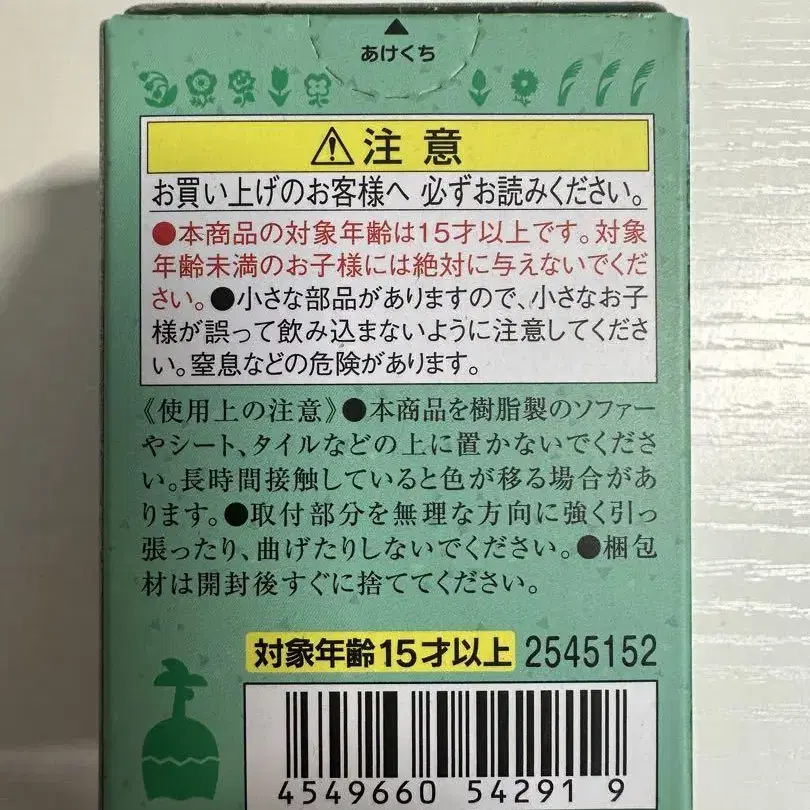 あけくち
注意
お買い上げのお客様へ 必ずお読みください。
●本商品の対象年齢は15才以上です。対象
年齢未満のお子様には絶対に与えないでくだ
さい。●小さな部品がありますので、小さなお子
様が誤って飲み込まないように注意してくださ
い。窒息などの危険があります。
《使用上の注意》●本商品を樹脂製のソファー
やシート、タイルなどの上に置かないでくださ
い。長時間接触していると色が移る場合があ
ります。●取付部分を無理な方向に強く引っ
張ったり、曲げたりしないでください。●梱包
材は開封後すぐに捨ててください。
対象年齢15才以上 2545152
4549660 54291 9